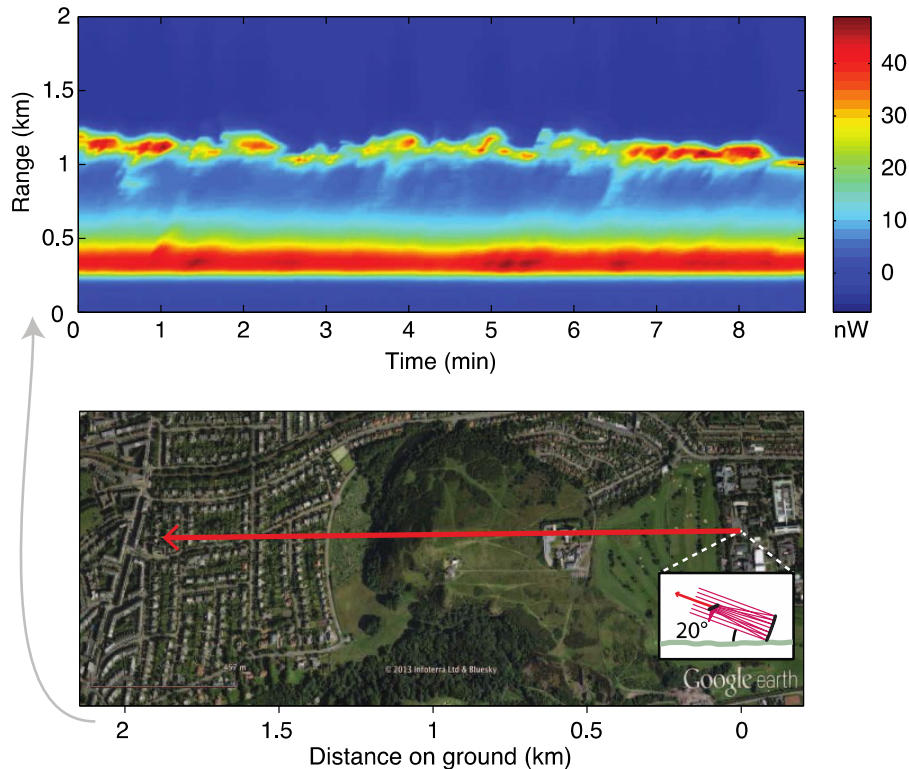 2
1.5
1
0.5
0
Range (km)
0 1 2 3 4 5 6 7 8
Time (min)
40
30
20
10
0
nW
20°
457 m
© 2013 Infoterra Ltd & Bluesky
Google earth
2 1.5 1 0.5 0
Distance on ground (km)